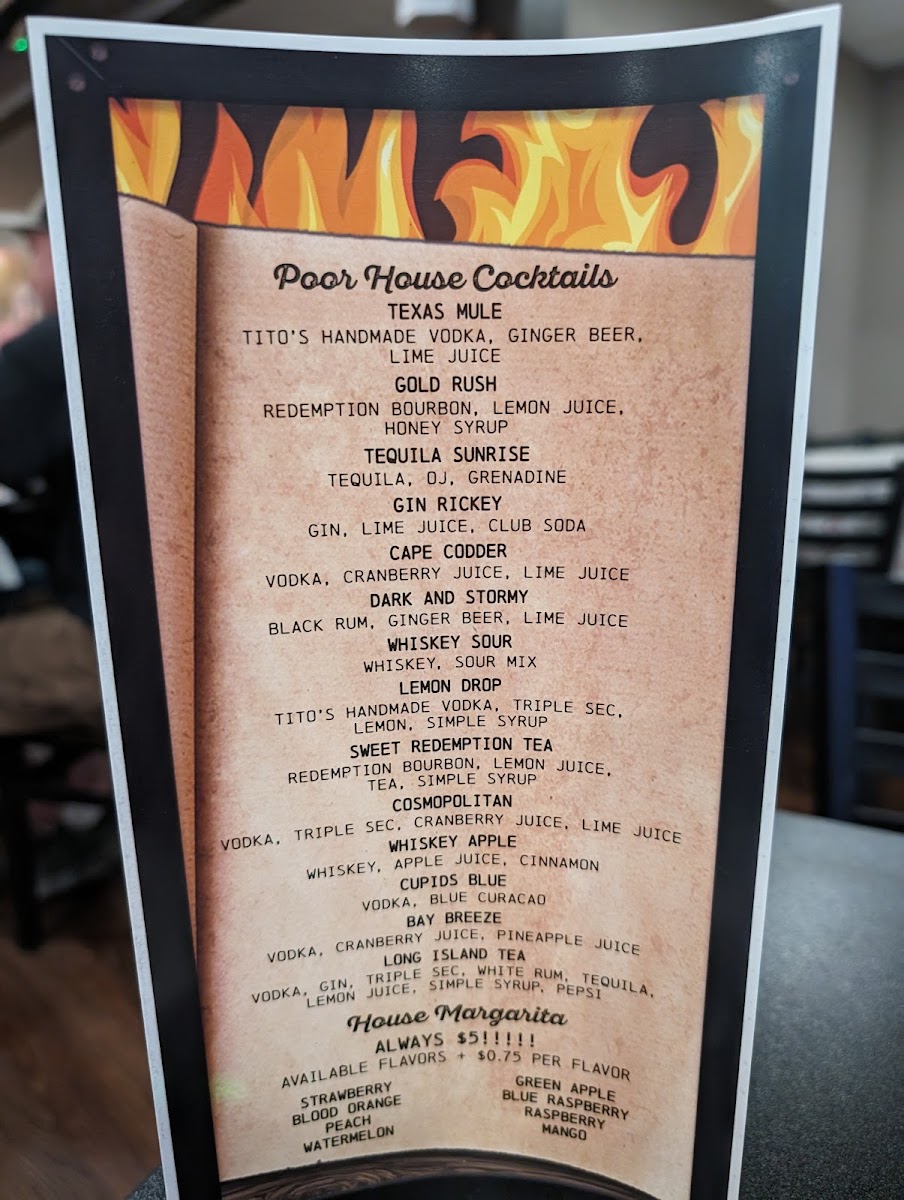 Poor House Cocktails
TEXAS MULE
TITO'S HANDMADE VODKA, GINGER BEER,
LIME JUICE
GOLD RUSH
REDEMPTION BOURBON, LEMON JUICE,
HONEY SYRUP
TEQUILA SUNRISE
TEQUILA, OJ, GRENADINE
GIN RICKEY
GIN, LIME JUICE, CLUB SODA
CAPE CODDER
VODKA, CRANBERRY JUICE, LIME JUICE
DARK AND STORMY
BLACK RUM, GINGER BEER, LIME JUICE
WHISKEY SOUR
WHISKEY, SOUR MIX
LEMON DROP
TITO'S HANDMADE VODKA, TRIPLE SEC,
LEMON, SIMPLE SYRUP
SWEET REDEMPTION TEA
REDEMPTION BOURBON, LEMON JUICE,
TEA, SIMPLE SYRUP
COSMOPOLITAN
VODKA, TRIPLE SEC, CRANBERRY JUICE, LIME JUICE
WHISKEY APPLE
WHISKEY, APPLE JUICE, CINNAMON
CUPIDS BLUE
VODKA, BLUE CURACAO
BAY BREEZE
VODKA, CRANBERRY JUICE, PINEAPPLE JUICE
LONG ISLAND TEA
VODKA, GIN, TRIPLE SEC, WHITE RUM, TEQUILA,
LEMON JUICE, SIMPLE SYRUP, PEPSI
House Margarita
ALWAYS $5!!!!!
AVAILABLE FLAVORS + $0.75 PER FLAVOR
STRAWBERRY
BLOOD ORANGE
PEACH
WATERMELON
GREEN APPLE
BLUE RASPBERRY
RASPBERRY
MANGO